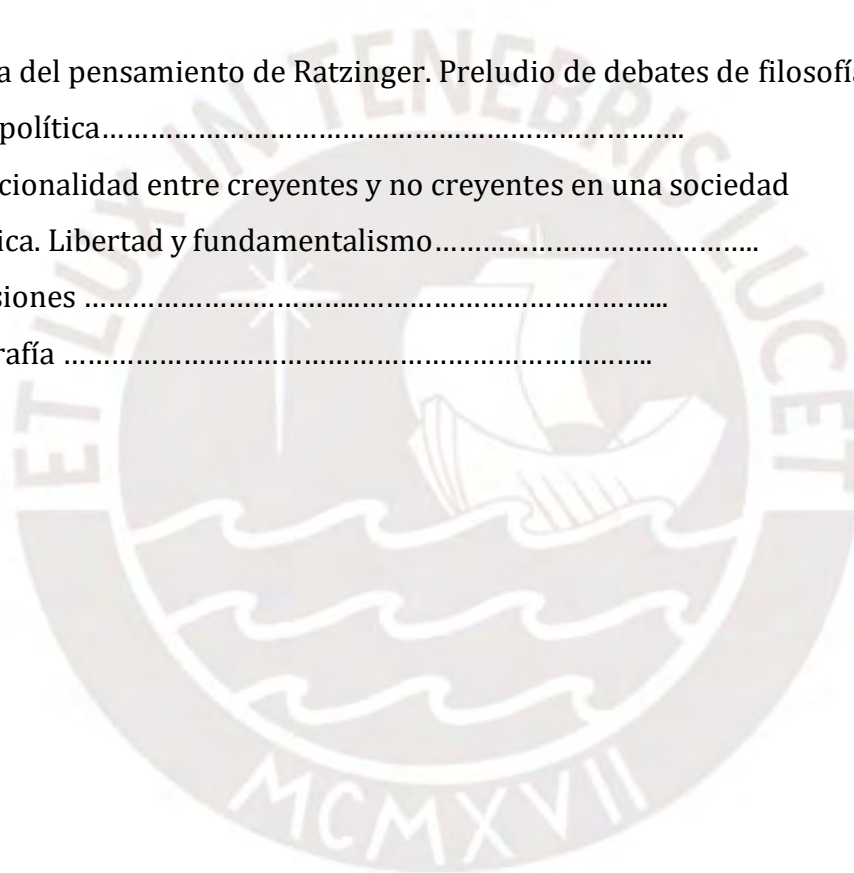 a del pensamiento de Ratzinger. Preludio de debates de filosofía
política……………………………………………………………….
cionalidad entre creyentes y no creyentes en una sociedad
ica. Libertad y fundamentalismo………………………………..
siones ……………………………..………………………………...
rafía ………………………………………………………………..
ET LUX IN TENEBRIS LUCET
MCMXVII